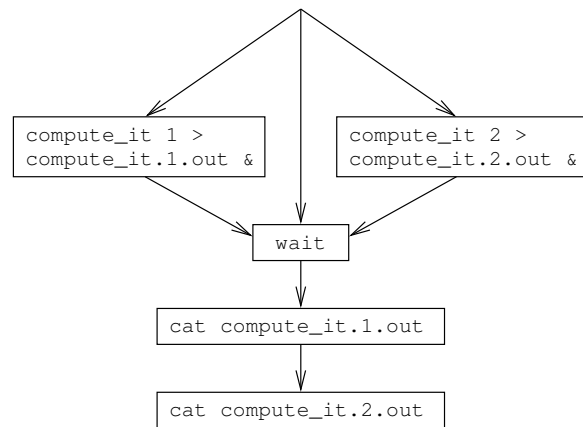 compute_it 1 >
compute_it.1.out &
compute_it 2 >
compute_it.2.out &
wait
cat compute_it.1.out
cat compute_it.2.out